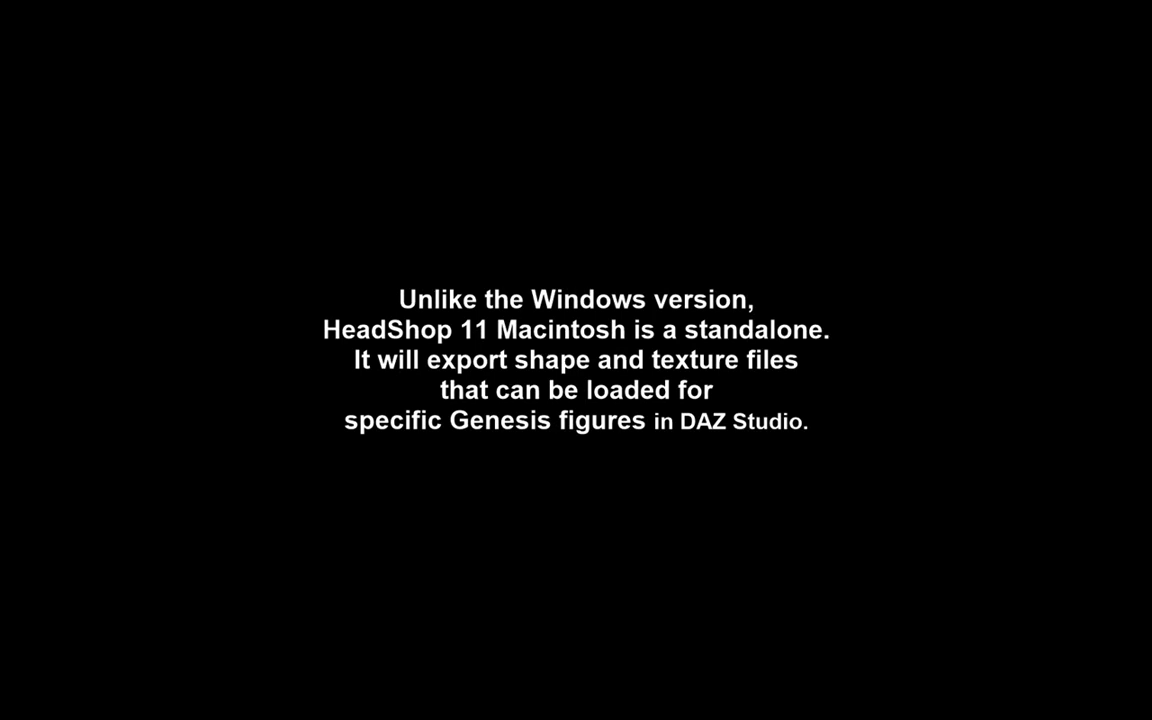 Unlike the Windows version,
HeadShop 11 Macintosh is a standalone.
It will export shape and texture files
that can be loaded for
specific Genesis figures in DAZ Studio.